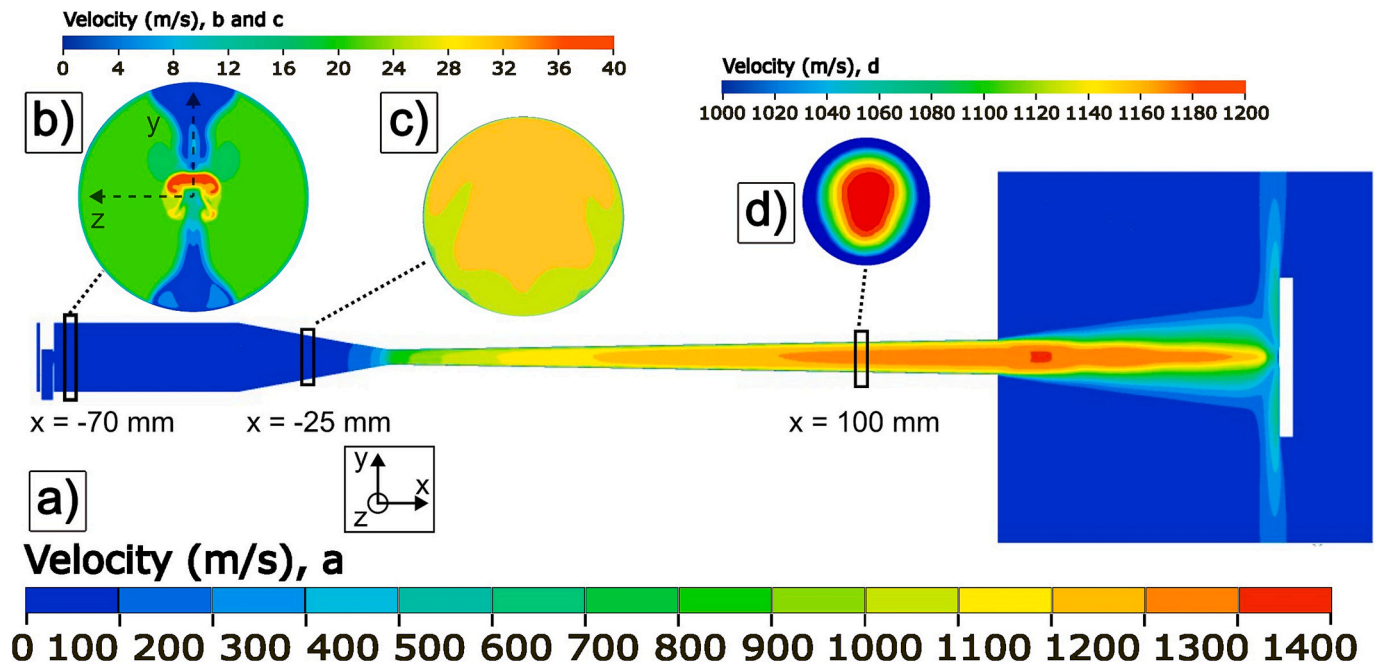 Velocity (m/s), b and c
0 4 8 12 16 20 24 28 32 36 40
Velocity (m/s), d
1000 1020 1040 1060 1080 1100 1120 1140 1160 1180 1200
b)
y
z
c)
d)
x = -70 mm
x = -25 mm
x = 100 mm
a)
y
x
z
Velocity (m/s), a
0 100 200 300 400 500 600 700 800 900 1000 1100 1200 1300 1400